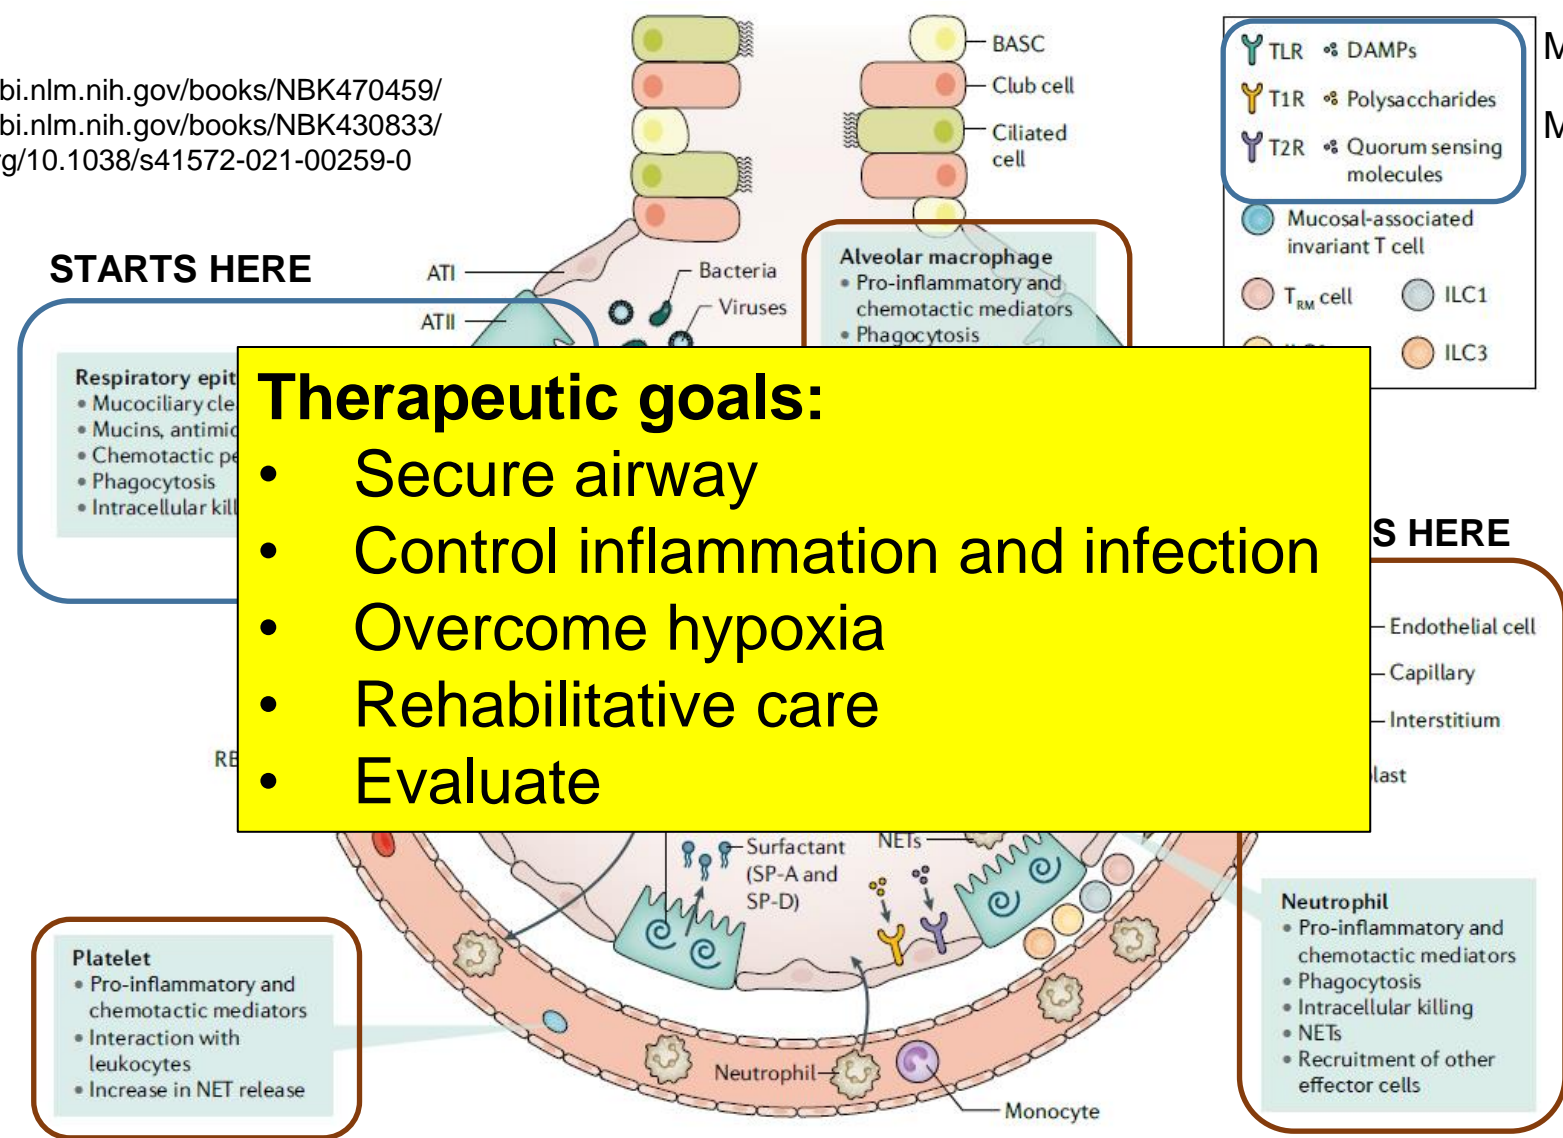 bi.nlm.nih.gov/books/NBK470459/
bi.nlm.nih.gov/books/NBK430833/
rg/10.1038/s41572-021-00259-0
BASC
Club cell
Ciliated
cell
TLR DAMPs
T1R Polysaccharides
T2R Quorum sensing
molecules
Mucosal-associated
invariant T cell
TRM cell ILC1
ILC3
M
M
STARTS HERE
ATI
ATII
Bacteria
Viruses
Alveolar macrophage
• Pro-inflammatory and
chemotactic mediators
• Phagocytosis
Respiratory epit
• Mucociliary cle
• Mucins, antimic
• Chemotactic pe
• Phagocytosis
• Intracellular kill
Therapeutic goals:
• Secure airway
• Control inflammation and infection
• Overcome hypoxia
• Rehabilitative care
• Evaluate
S HERE
Endothelial cell
Capillary
Interstitium
last
RB
Surfactant
(SP-A and
SP-D)
NETs
Platelet
• Pro-inflammatory and
chemotactic mediators
• Interaction with
leukocytes
• Increase in NET release
Neutrophil
Monocyte
Neutrophil
• Pro-inflammatory and
chemotactic mediators
• Phagocytosis
• Intracellular killing
• NETs
• Recruitment of other
effector cells